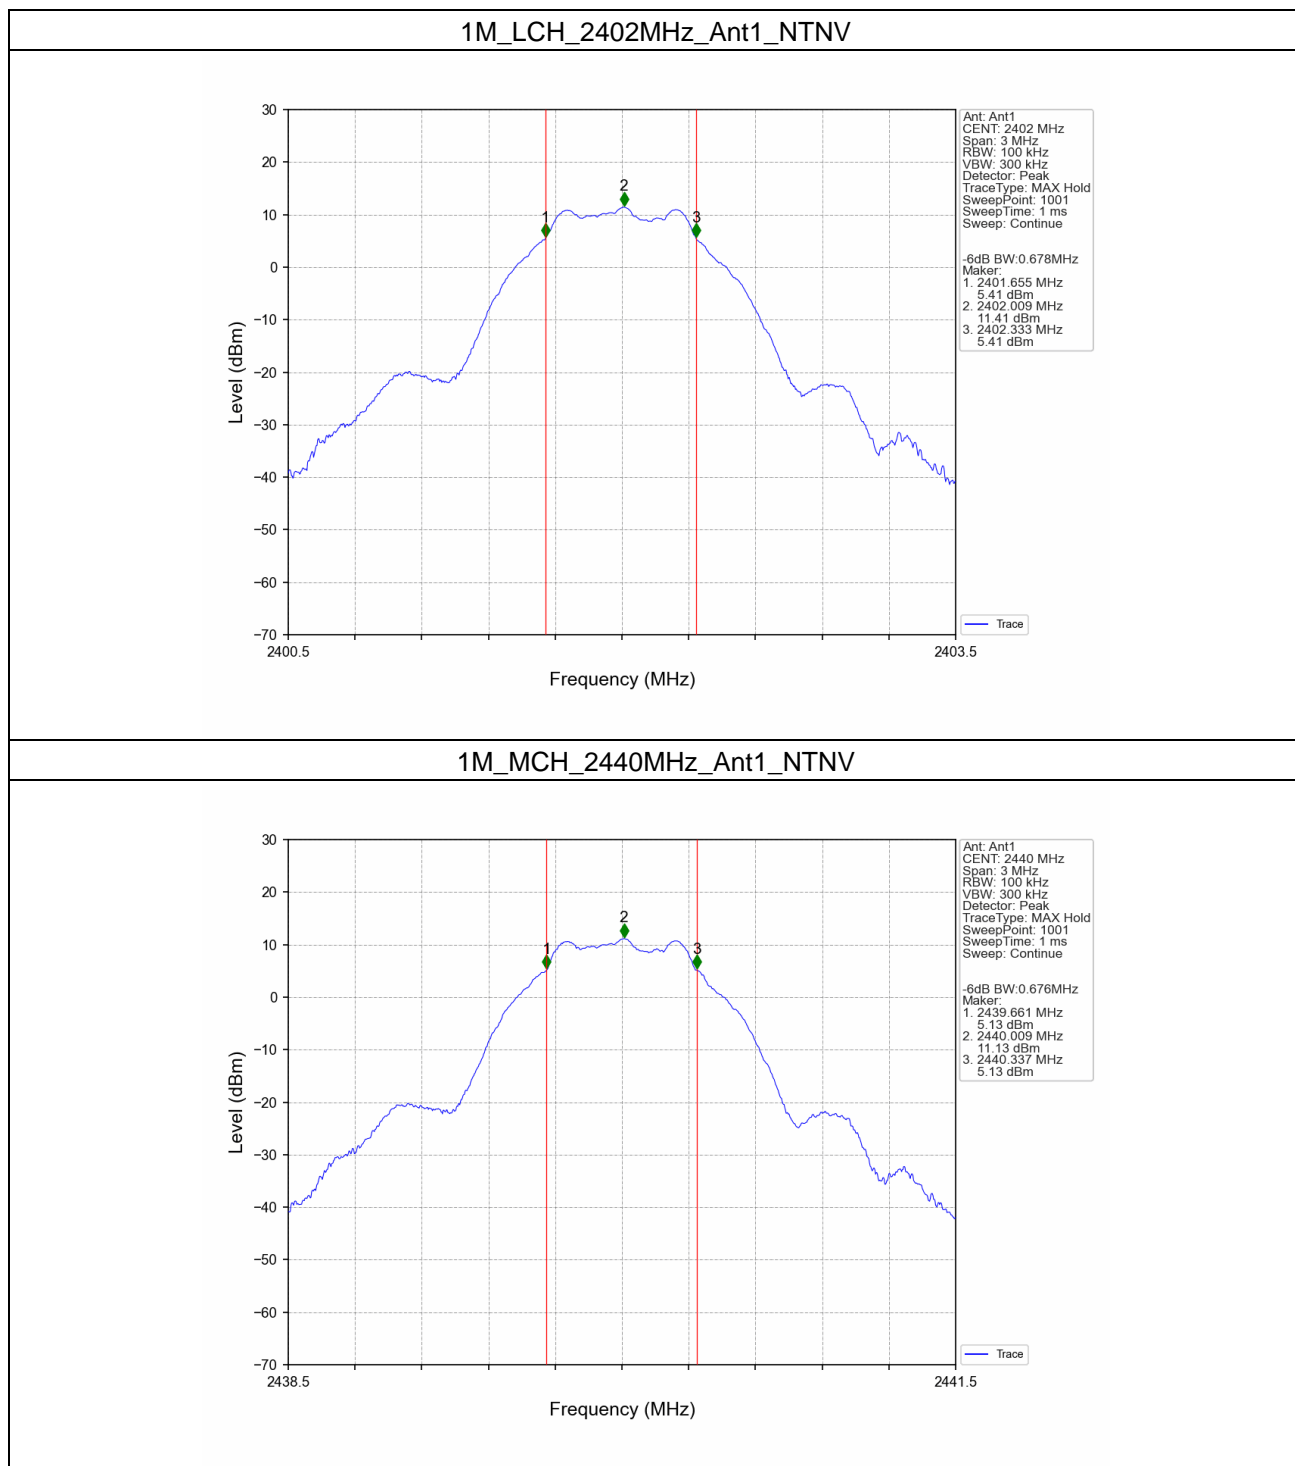 1M_LCH_2402MHz_Ant1_NTNV
30
20
10
0
−10
−20
−30
−40
−50
−60
−70
Level (dBm)
1
2
3
2400.5
2403.5
Frequency (MHz)
Ant: Ant1
CENT: 2402 MHz
Span: 3 MHz
RBW: 100 kHz
VBW: 300 kHz
Detector: Peak
TraceType: MAX Hold
SweepPoint: 1001
SweepTime: 1 ms
Sweep: Continue
-6dB BW:0.678MHz
Maker:
1. 2401.655 MHz
5.41 dBm
2. 2402.009 MHz
11.41 dBm
3. 2402.333 MHz
5.41 dBm
Trace
1M_MCH_2440MHz_Ant1_NTNV
30
20
10
0
−10
−20
−30
−40
−50
−60
−70
Level (dBm)
1
2
3
2438.5
2441.5
Frequency (MHz)
Ant: Ant1
CENT: 2440 MHz
Span: 3 MHz
RBW: 100 kHz
VBW: 300 kHz
Detector: Peak
TraceType: MAX Hold
SweepPoint: 1001
SweepTime: 1 ms
Sweep: Continue
-6dB BW:0.676MHz
Maker:
1. 2439.661 MHz
5.13 dBm
2. 2440.009 MHz
11.13 dBm
3. 2440.337 MHz
5.13 dBm
Trace